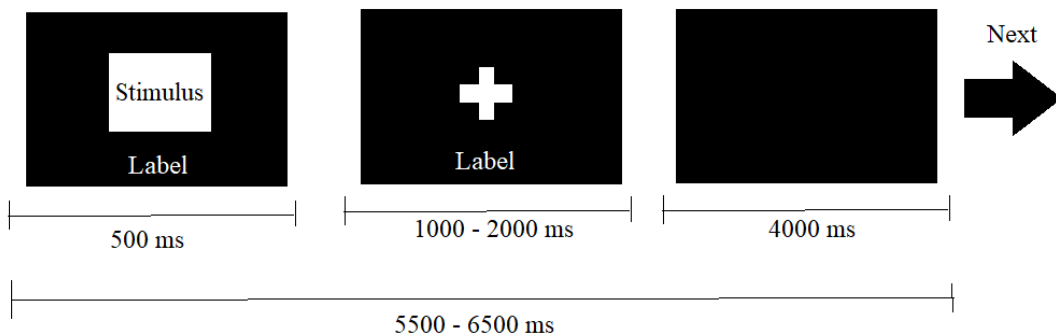 Stimulus
Label
Label
Next
500 ms
1000 - 2000 ms
4000 ms
5500 - 6500 ms